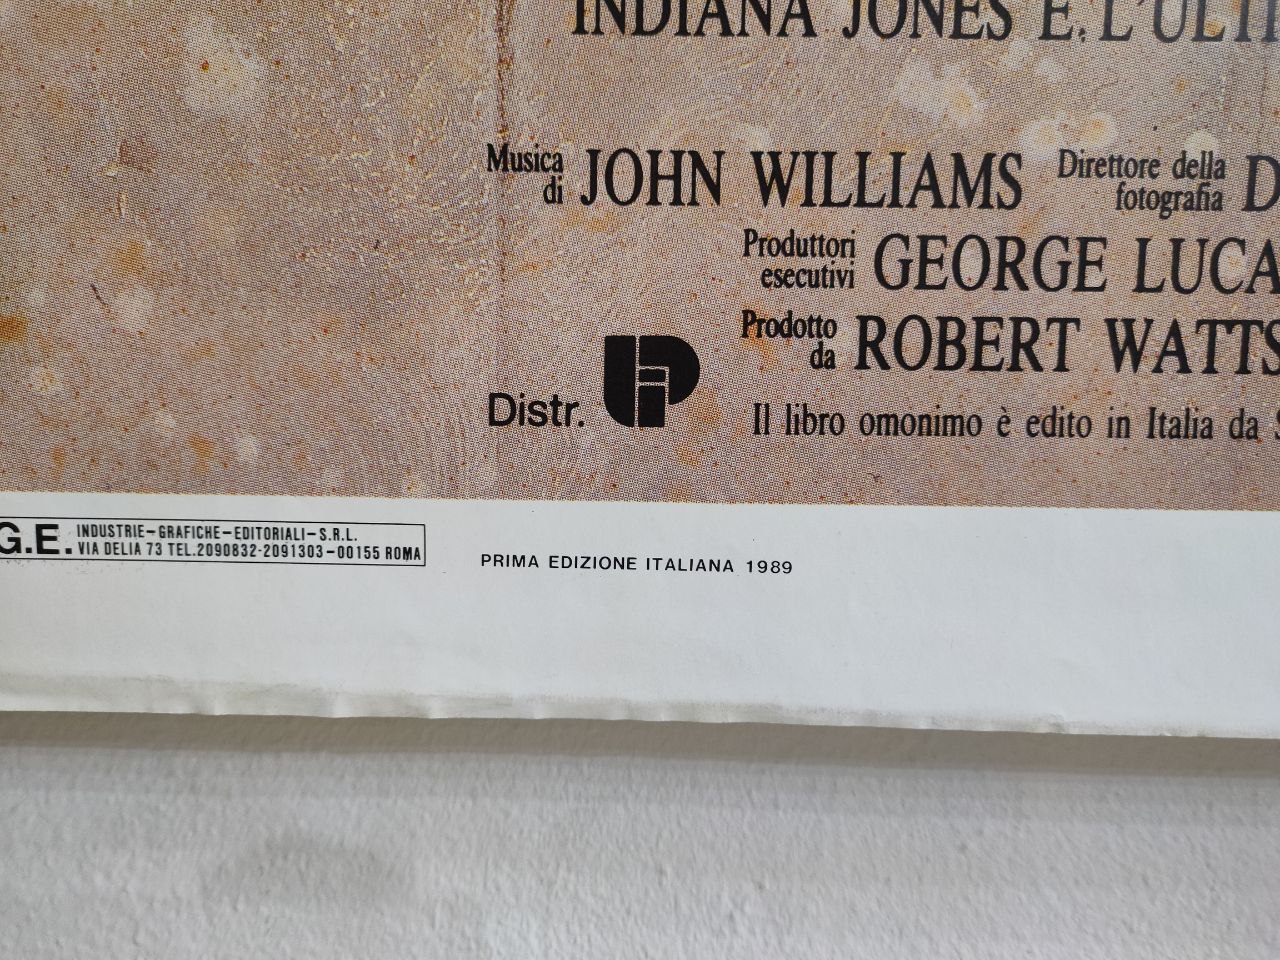 INDIANA JONES E L'ULTI
Musica di JOHN WILLIAMS Direttore della fotografia D
Produttori esecutivi GEORGE LUCA
Prodotto da ROBERT WATTS
Distr.
Il libro omonimo è edito in Italia da S
G.E. INDUSTRIE-GRAFICHE-EDITORIALI-S.R.L.
VIA DELIA 73 TEL.2090832-2091303-00155 ROMA
PRIMA EDIZIONE ITALIANA 1989